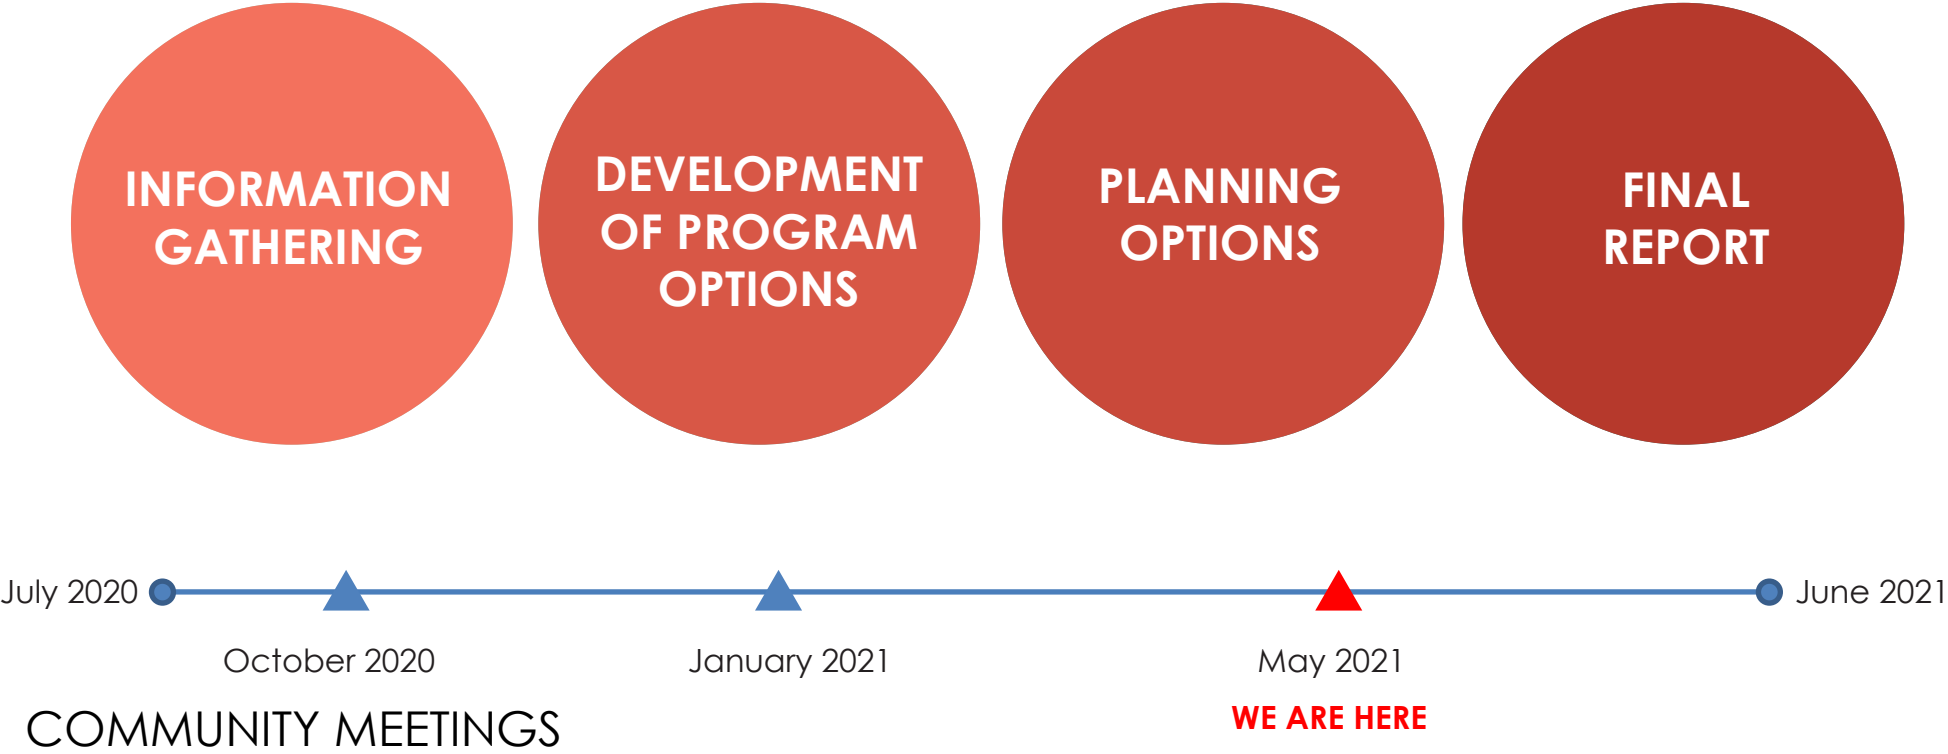 INFORMATION
GATHERING
DEVELOPMENT
OF PROGRAM
OPTIONS
PLANNING
OPTIONS
FINAL
REPORT
July 2020
June 2021
October 2020
January 2021
May 2021
COMMUNITY MEETINGS
WE ARE HERE